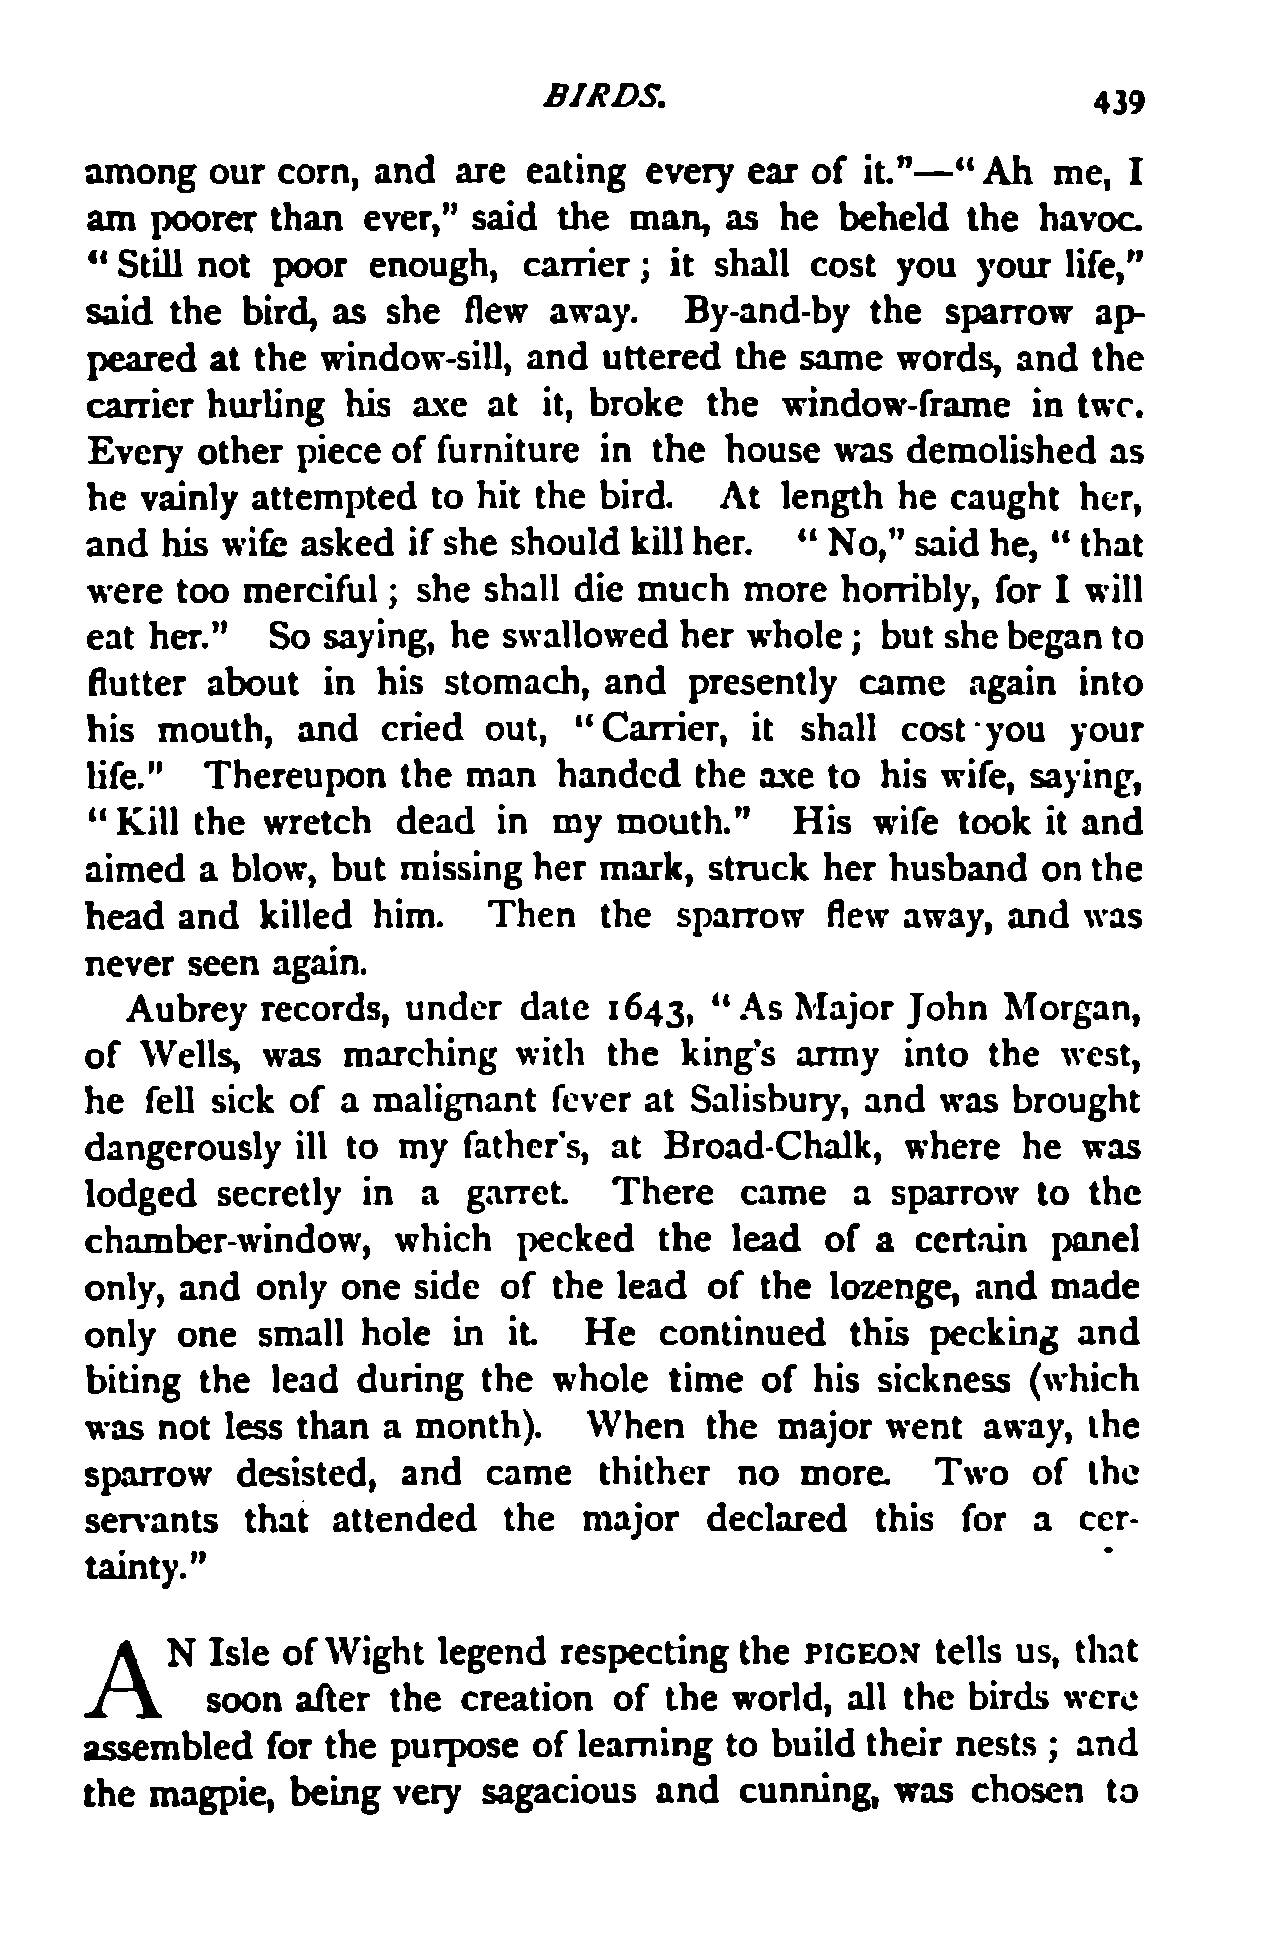 BIRDS. 439
among our corn, and are eating every ear of it."—"Ah me, I
am poorer than ever," said the man, as he beheld the havoc.
"Still not poor enough, carrier; it shall cost you your life,"
said the bird, as she flew away. By-and-by the sparrow ap-
peared at the window-sill, and uttered the same words, and the
carrier hurling his axe at it, broke the window-frame in two.
Every other piece of furniture in the house was demolished as
he vainly attempted to hit the bird. At length he caught her,
and his wife asked if she should kill her. "No," said he, "that
were too merciful; she shall die much more horribly, for I will
eat her." So saying, he swallowed her whole; but she began to
flutter about in his stomach, and presently came again into
his mouth, and cried out, "Carrier, it shall cost you your
life." Thereupon the man handed the axe to his wife, saying,
"Kill the wretch dead in my mouth." His wife took it and
aimed a blow, but missing her mark, struck her husband on the
head and killed him. Then the sparrow flew away, and was
never seen again.
Aubrey records, under date 1643, "As Major John Morgan,
of Wells, was marching with the king's army into the west,
he fell sick of a malignant fever at Salisbury, and was brought
dangerously ill to my father's, at Broad-Chalk, where he was
lodged secretly in a garret. There came a sparrow to the
chamber-window, which pecked the lead of a certain panel
only, and only one side of the lead of the lozenge, and made
only one small hole in it. He continued this pecking and
biting the lead during the whole time of his sickness (which
was not less than a month). When the major went away, the
sparrow desisted, and came thither no more. Two of the
servants that attended the major declared this for a cer-
tainty."
AN Isle of Wight legend respecting the PIGEON tells us, that
soon after the creation of the world, all the birds were
assembled for the purpose of learning to build their nests; and
the magpie, being very sagacious and cunning, was chosen to